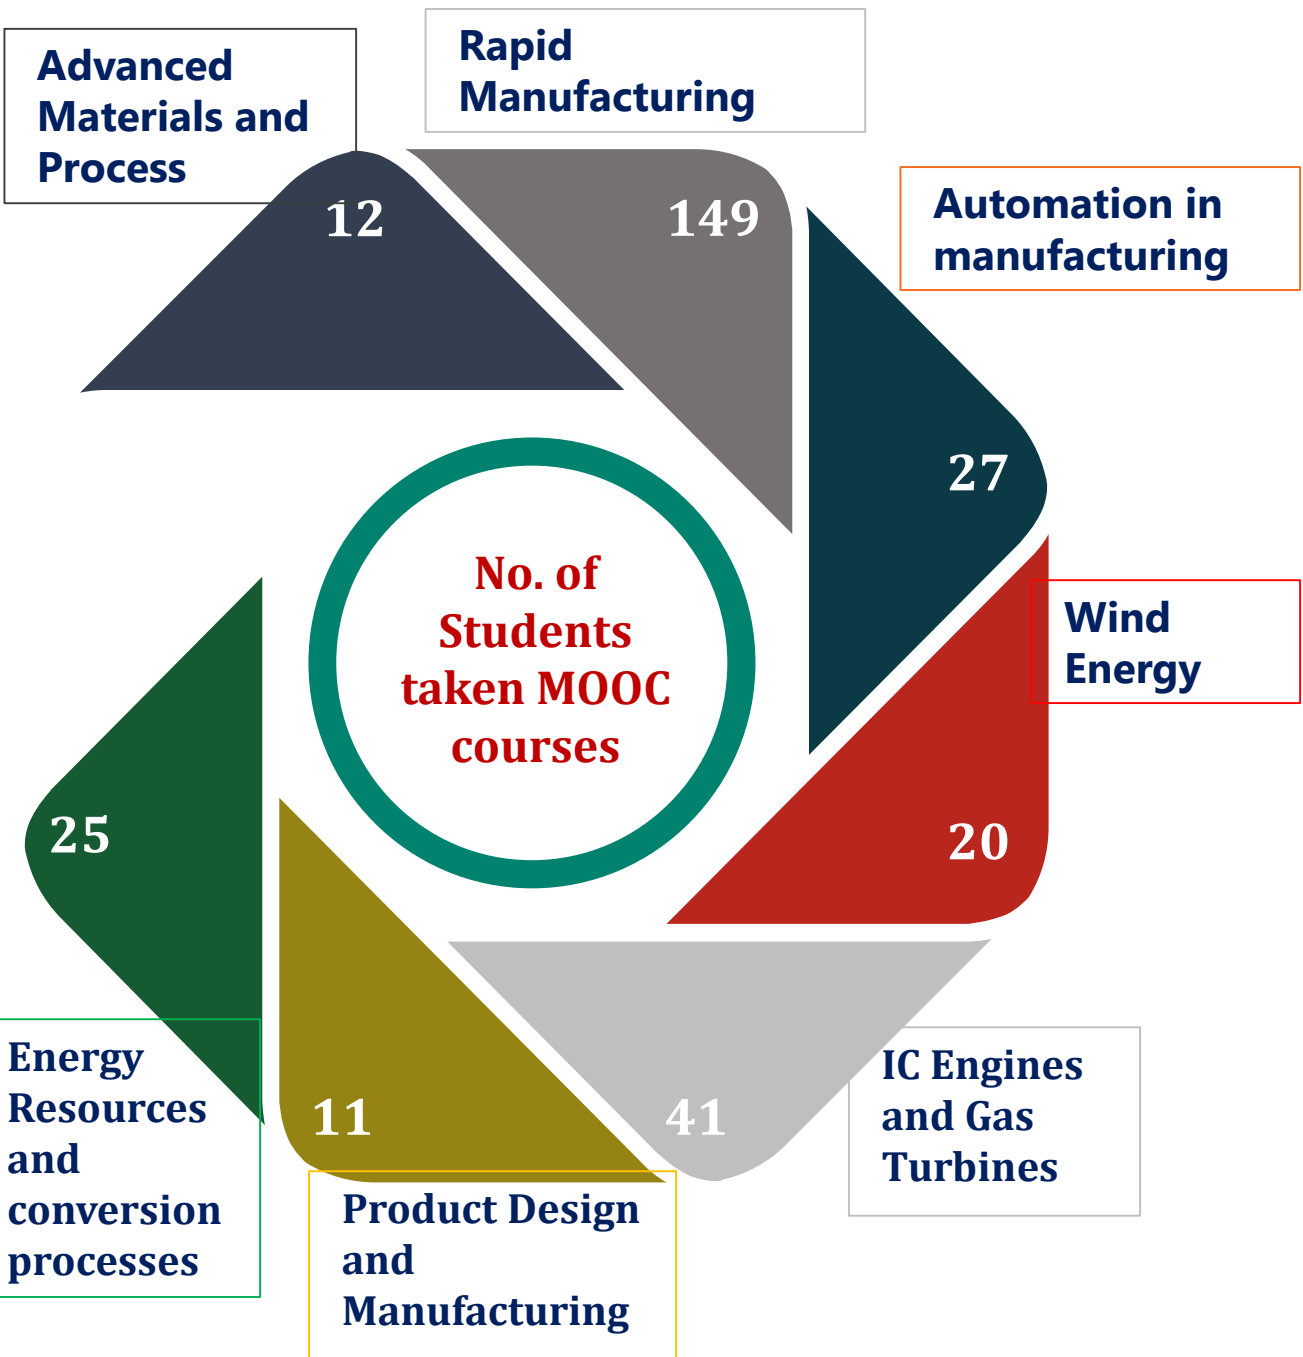 Advanced
Materials and
Process
12
Rapid
Manufacturing
149
Automation in
manufacturing
27
Wind
Energy
20
IC Engines
and Gas
Turbines
41
Product Design
and
Manufacturing
11
Energy
Resources
and
conversion
processes
25
No. of
Students
taken MOOC
courses